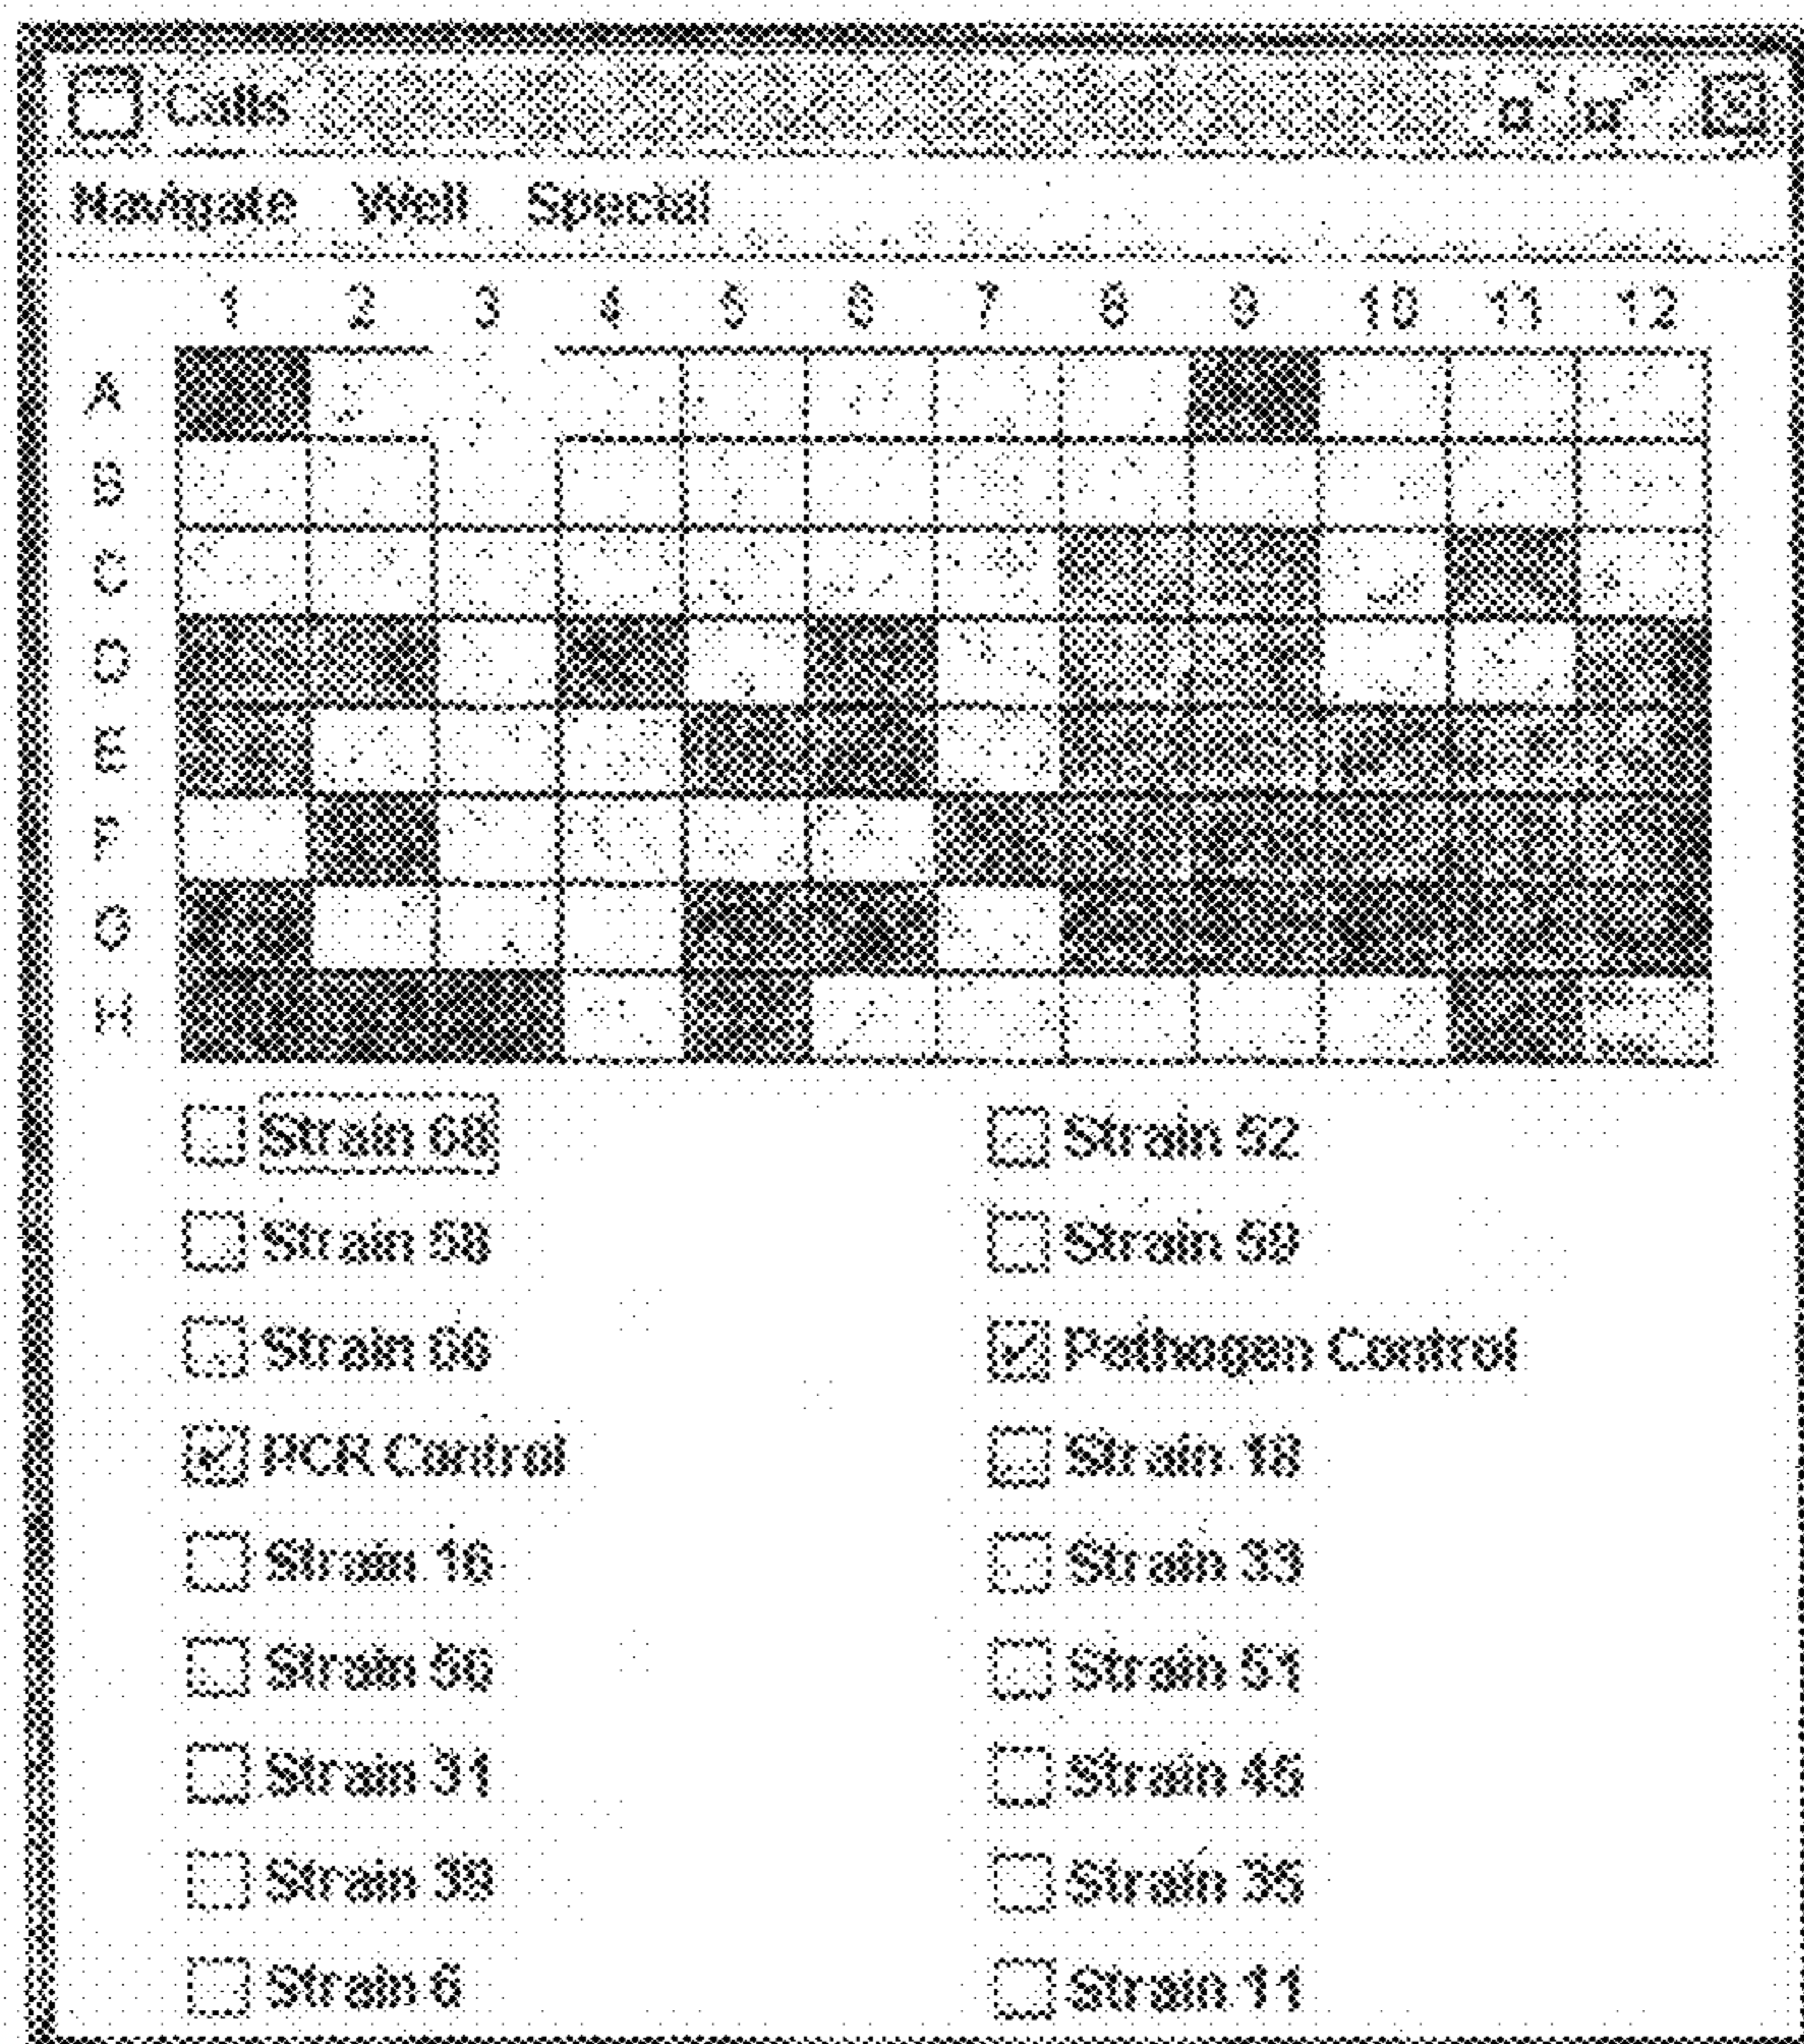 Calls
Navigate Well Special
1 2 3 4 5 6 7 8 9 10 11 12
A
B
C
D
E
F
G
H
Strain 68 Strain 52
Strain 58 Strain 59
Strain 66 Pathogen Control
PCR Control Strain 18
Strain 16 Strain 33
Strain 56 Strain 51
Strain 31 Strain 46
Strain 39 Strain 35
Strain 6 Strain 11